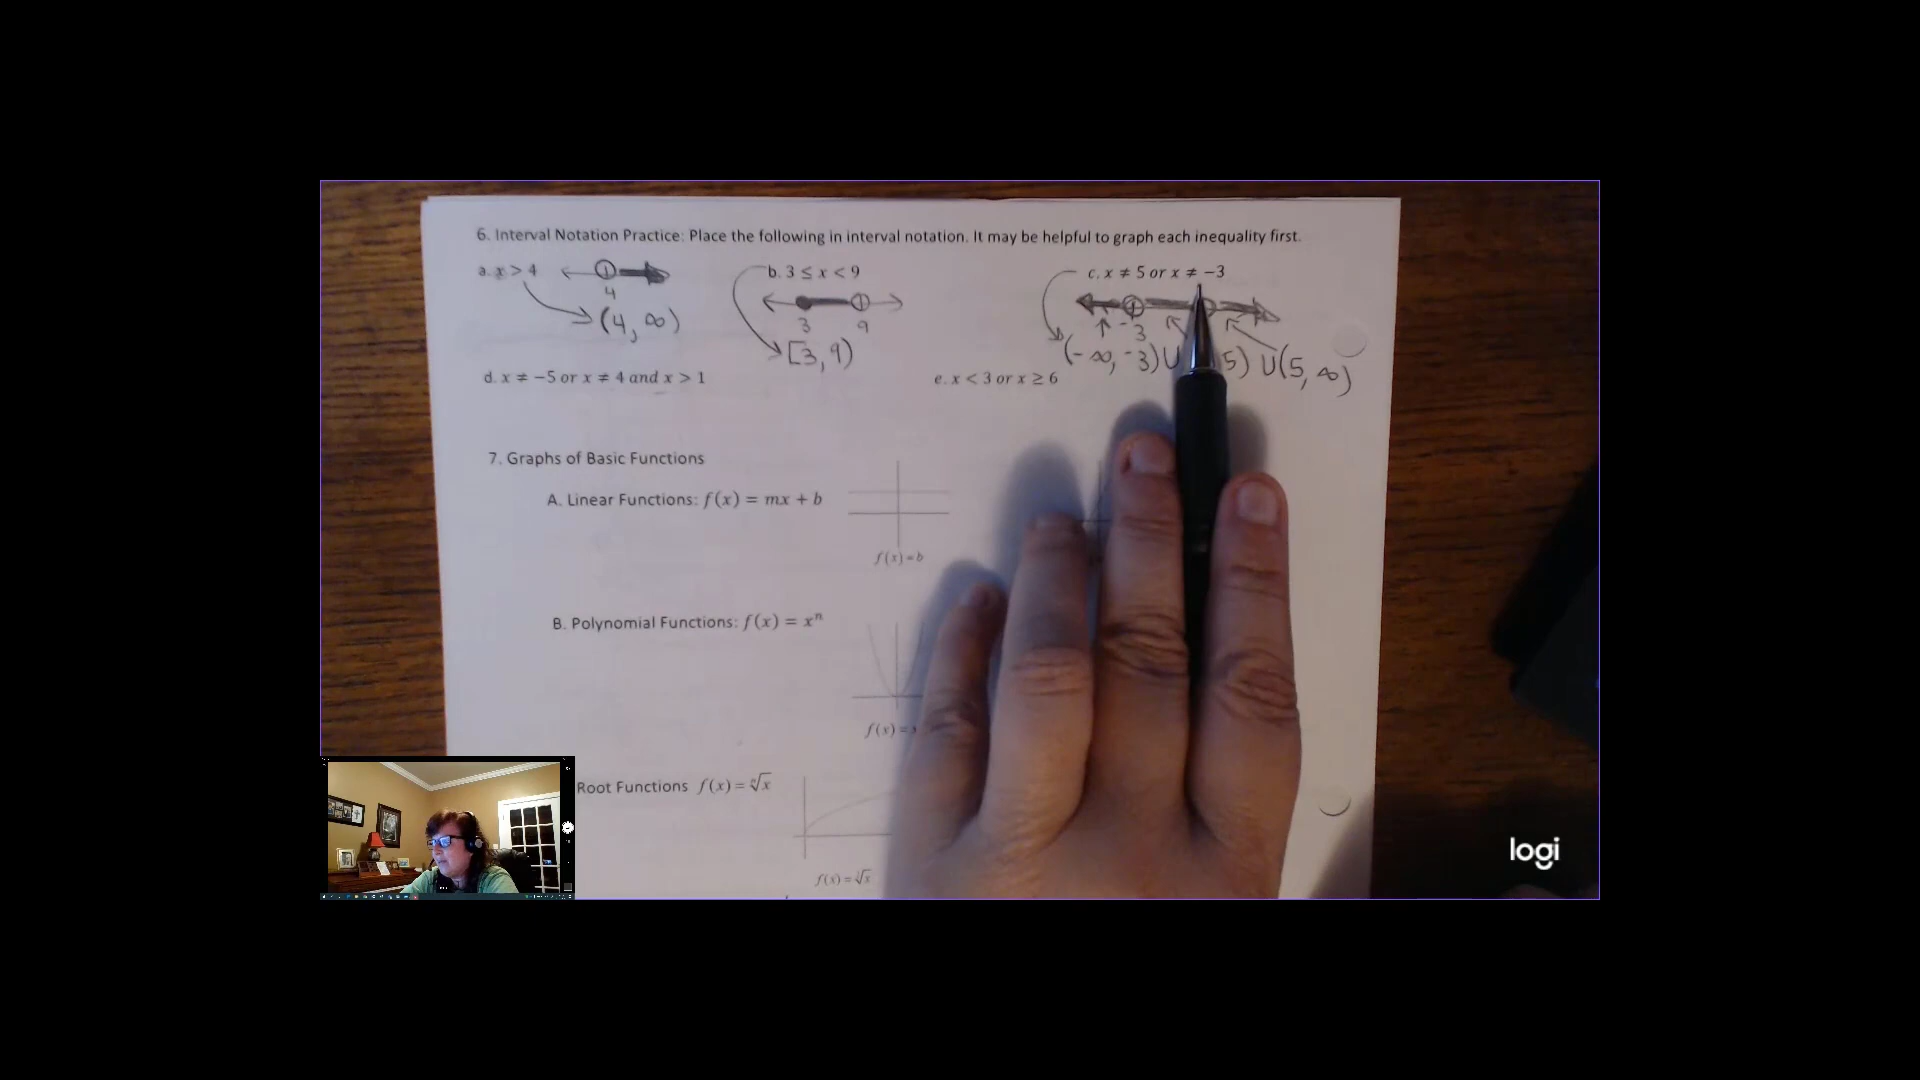 6. Interval Notation Practice: Place the following in interval notation. It may be helpful to graph each inequality first.
a. x > 4
4
(4, ∞)
b. 3 ≤ x < 9
3 9
[3, 9)
c. x ≠ 5 or x ≠ −3
-3
(-∞, -3) ∪ 5) ∪ (5, ∞)
d. x ≠ −5 or x ≠ 4 and x > 1
e. x < 3 or x ≥ 6
7. Graphs of Basic Functions
A. Linear Functions: f(x) = mx + b
f(x) = b
B. Polynomial Functions: f(x) = xⁿ
f(x) =
Root Functions f(x) = ⁿ√x
logi